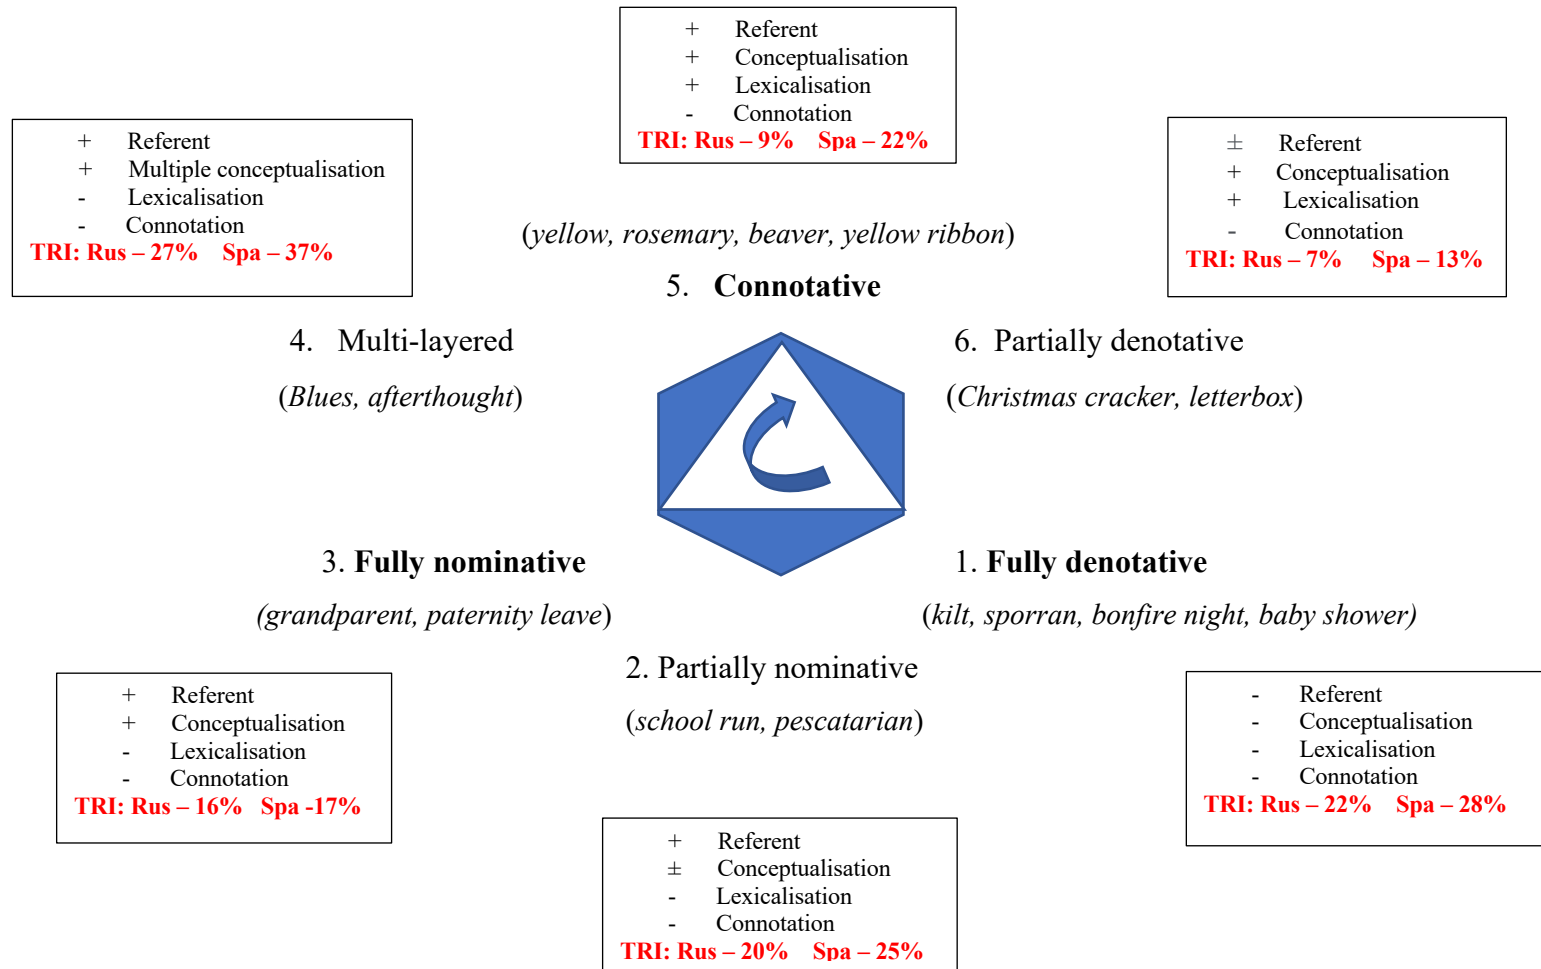 + Referent
+ Conceptualisation
+ Lexicalisation
- Connotation
TRI: Rus – 9% Spa – 22%
+ Referent
+ Multiple conceptualisation
- Lexicalisation
- Connotation
TRI: Rus – 27% Spa – 37%
± Referent
+ Conceptualisation
+ Lexicalisation
- Connotation
TRI: Rus – 7% Spa – 13%
(yellow, rosemary, beaver, yellow ribbon)
5. Connotative
4. Multi-layered
(Blues, afterthought)
6. Partially denotative
(Christmas cracker, letterbox)
3. Fully nominative
(grandparent, paternity leave)
1. Fully denotative
(kilt, sporran, bonfire night, baby shower)
2. Partially nominative
(school run, pescatarian)
+ Referent
+ Conceptualisation
- Lexicalisation
- Connotation
TRI: Rus – 16% Spa -17%
- Referent
- Conceptualisation
- Lexicalisation
- Connotation
TRI: Rus – 22% Spa – 28%
+ Referent
± Conceptualisation
- Lexicalisation
- Connotation
TRI: Rus – 20% Spa – 25%